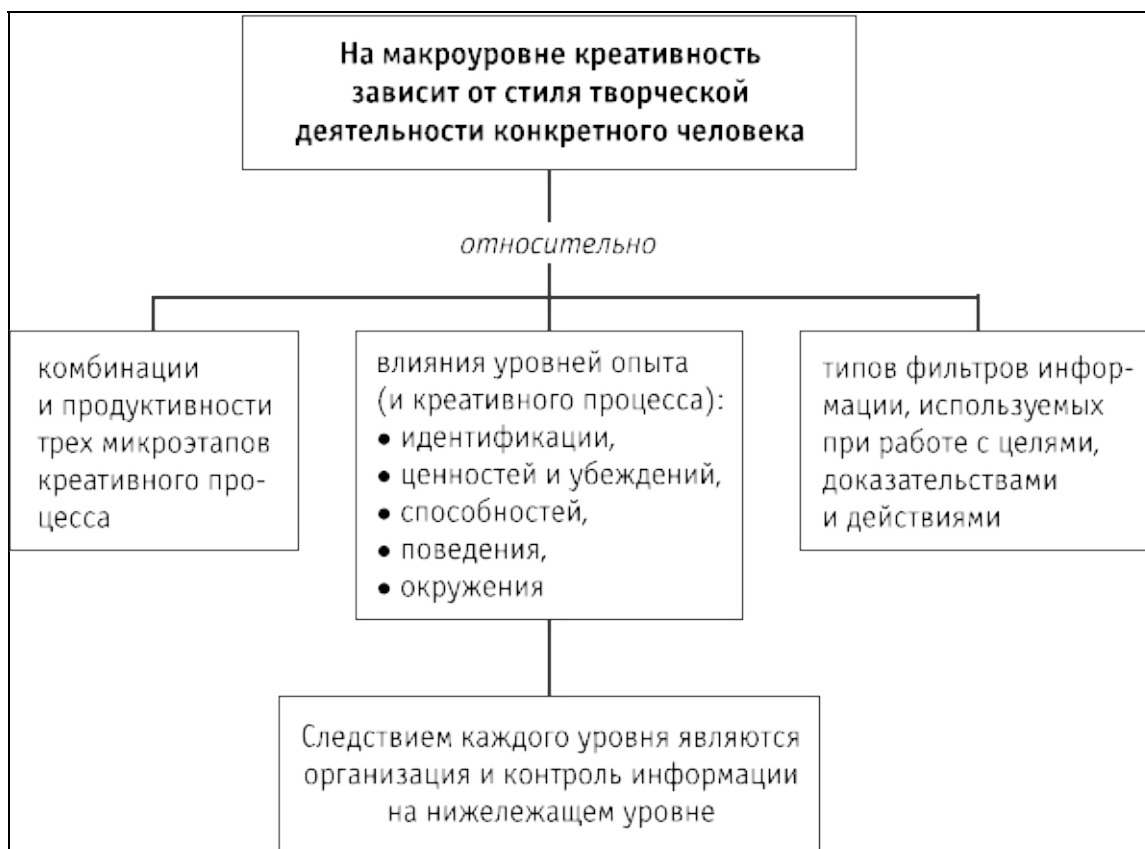 На макроуровне креативность
зависит от стиля творческой
деятельности конкретного человека
относительно
комбинации
и продуктивности
трех микроэтапов
креативного про-
цесса
влияния уровней опыта
(и креативного процесса):
• идентификации,
• ценностей и убеждений,
• способностей,
• поведения,
• окружения
типов фильтров инфор-
мации, используемых
при работе с целями,
доказательствами
и действиями
Следствием каждого уровня являются
организация и контроль информации
на нижележащем уровне